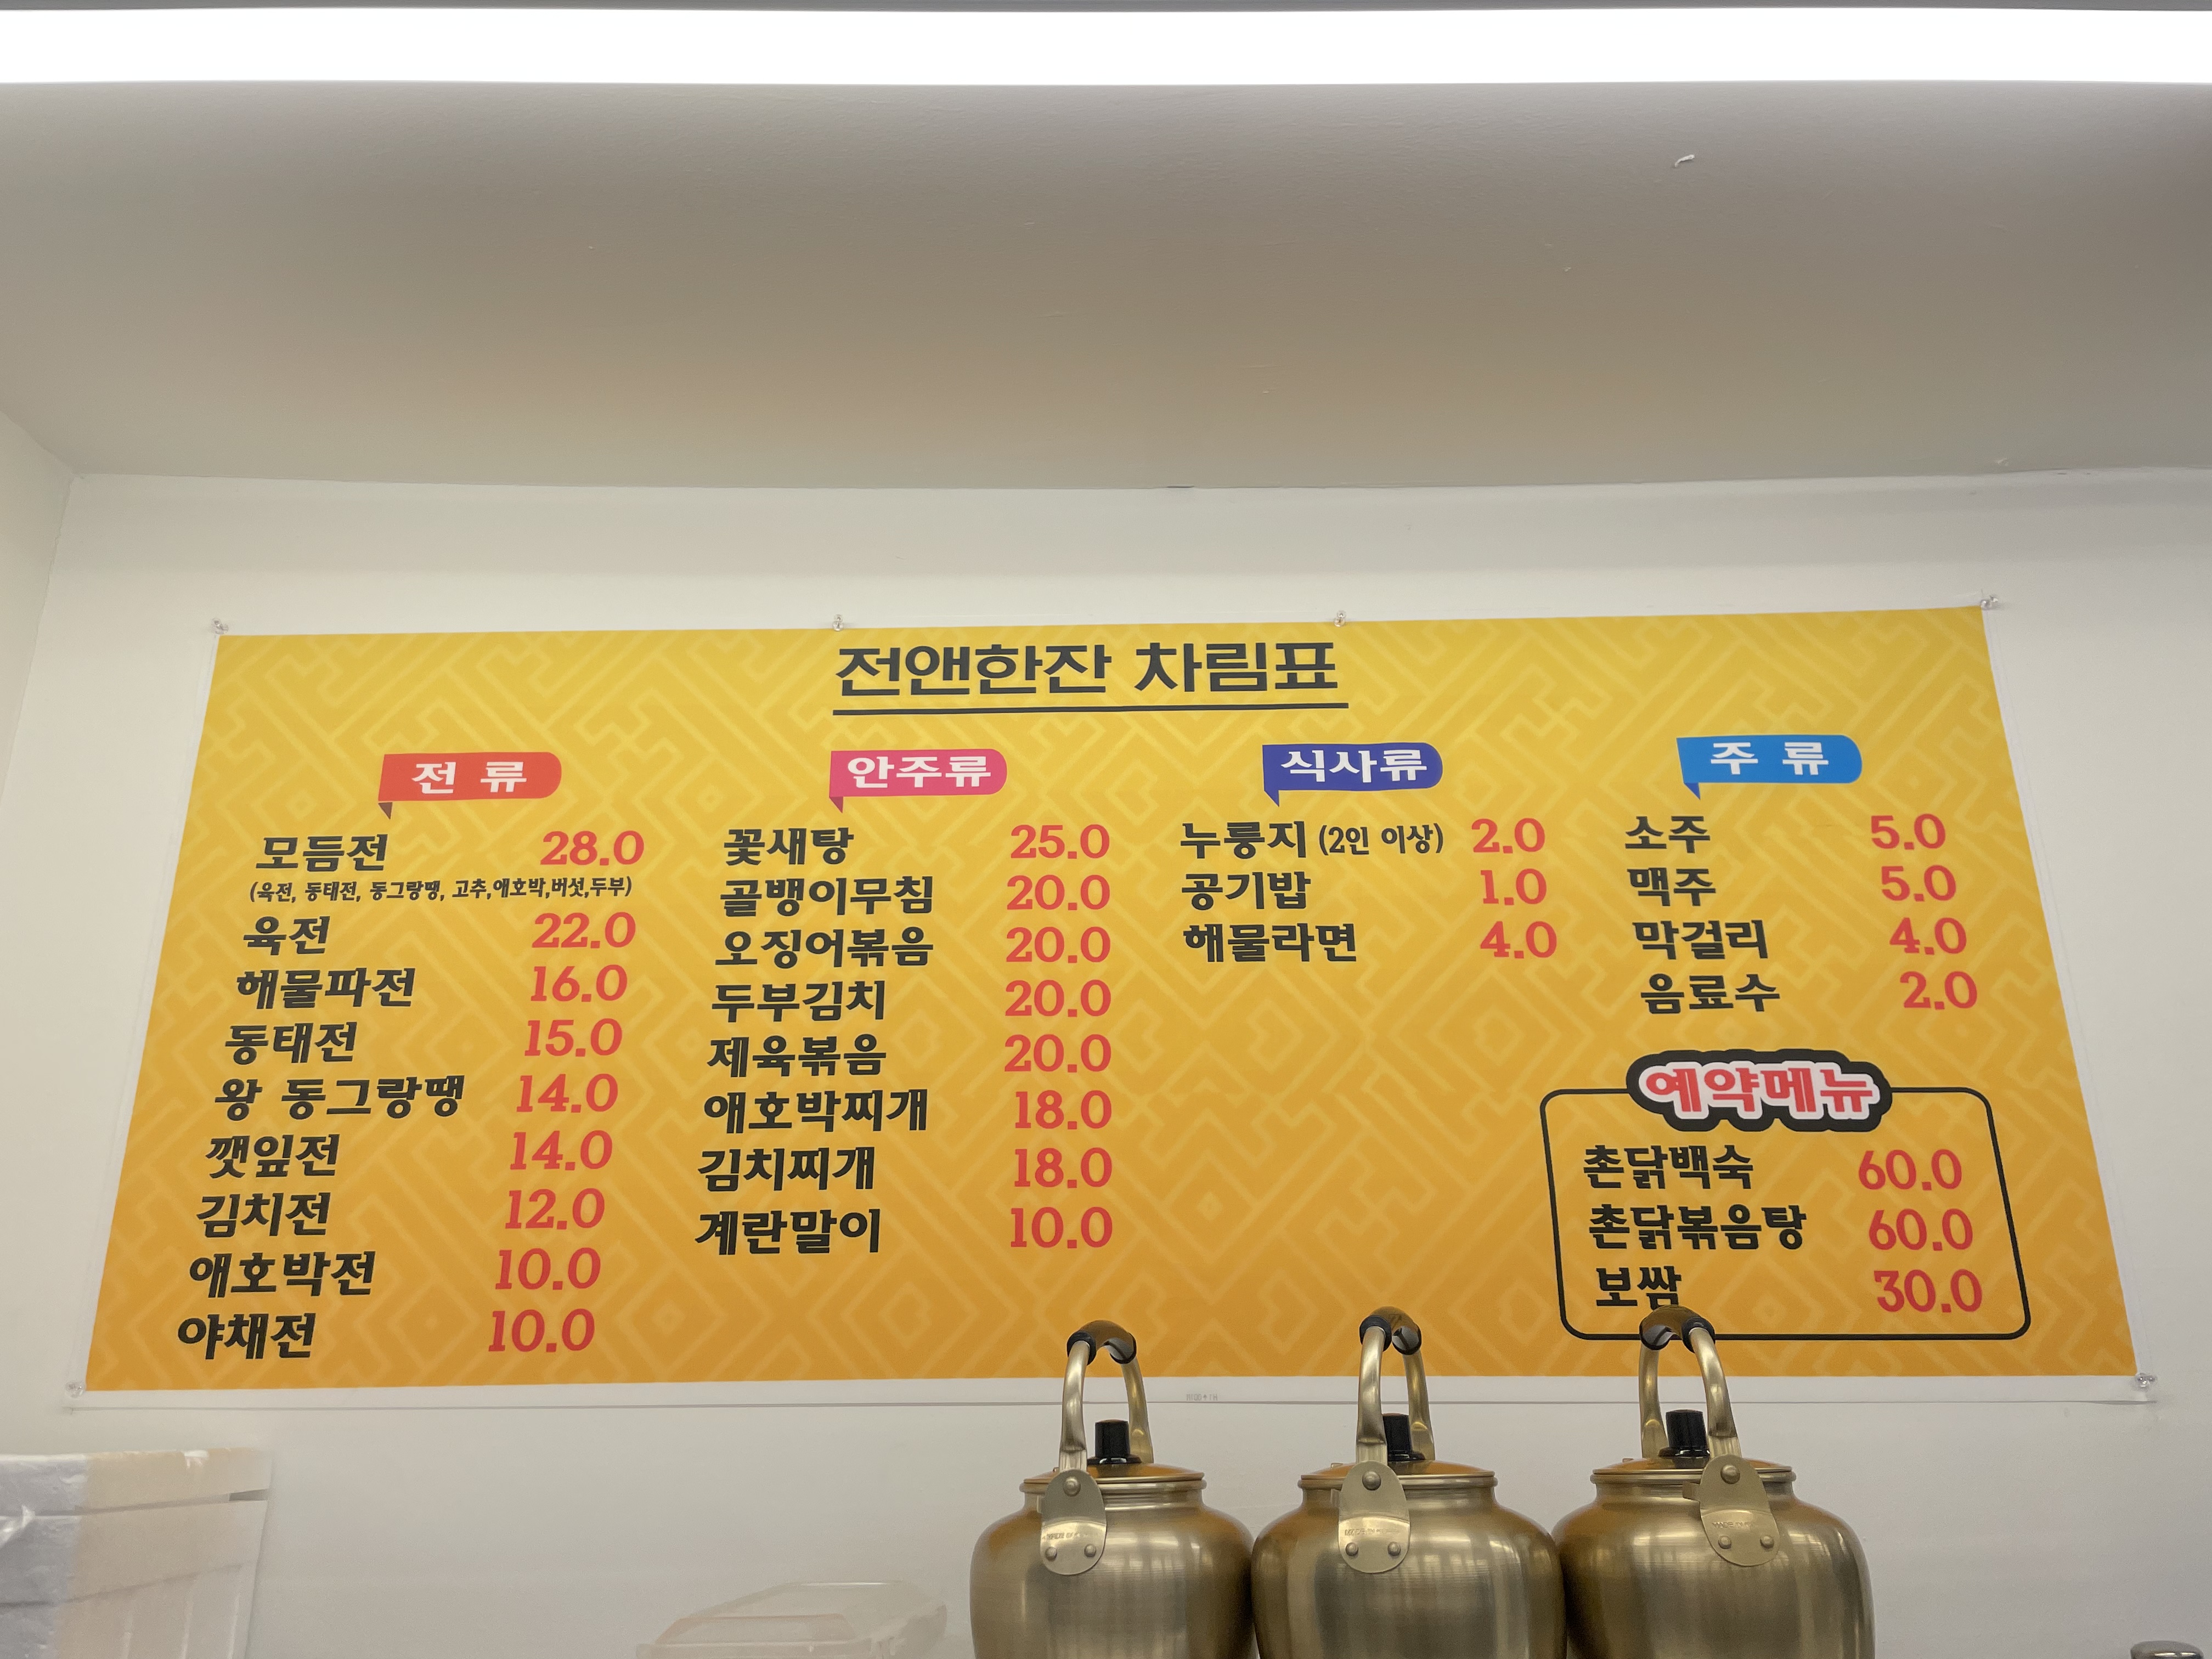 전앤한잔 차림표
전 류
모듬전 28.0
(육전, 동태전, 동그랑땡, 고추,애호박,버섯,두부)
육전 22.0
해물파전 16.0
동태전 15.0
왕 동그랑땡 14.0
깻잎전 14.0
김치전 12.0
애호박전 10.0
야채전 10.0
안주류
꽃새탕 25.0
골뱅이무침 20.0
오징어볶음 20.0
두부김치 20.0
제육볶음 20.0
애호박찌개 18.0
김치찌개 18.0
계란말이 10.0
식사류
누룽지 (2인 이상) 2.0
공기밥 1.0
해물라면 4.0
주 류
소주 5.0
맥주 5.0
막걸리 4.0
음료수 2.0
예약메뉴
촌닭백숙 60.0
촌닭볶음탕 60.0
보쌈 30.0